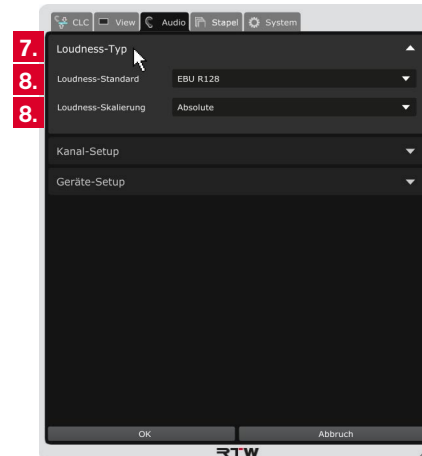 CLC View Audio Stapel System
7. Loudness-Typ
8. Loudness-Standard EBU R128
8. Loudness-Skalierung Absolute
Kanal-Setup
Geräte-Setup
OK Abbruch
RTW